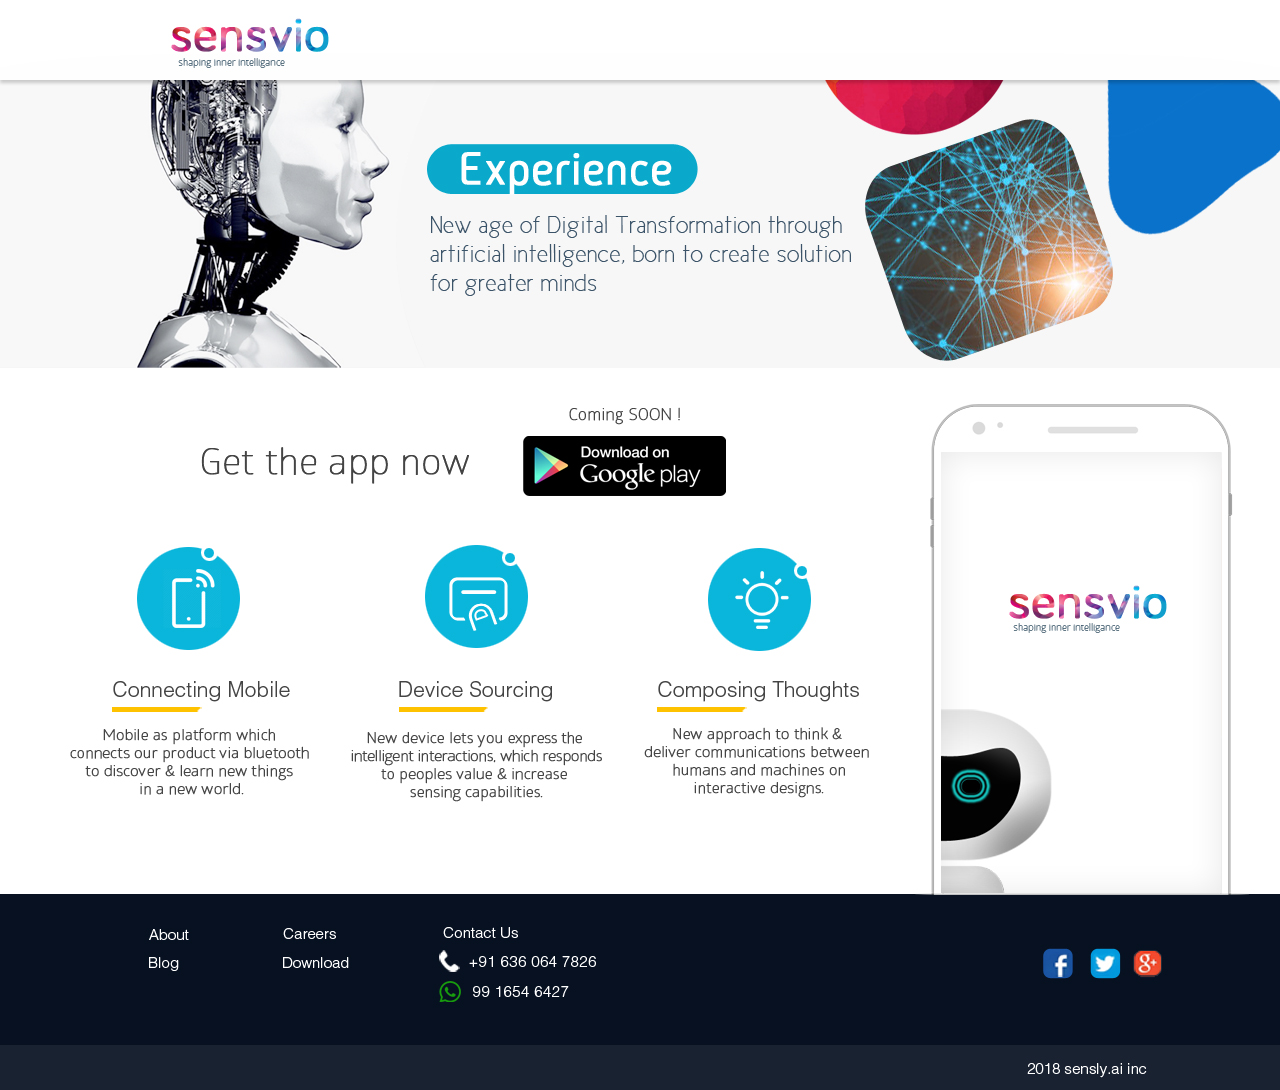 sensvio
shaping inner intelligance
Experience
New age of Digital Transformation through
artificial intelligence, born to create solution
for greater minds
Coming SOON !
Get the app now
Download on
Google play
sensvio
shaping inner intelligance
Connecting Mobile
Mobile as platform which
connects our product via bluetooth
to discover & learn new things
in a new world.
Device Sourcing
New device lets you express the
intelligent interactions, which responds
to peoples value & increase
sensing capabilities.
Composing Thoughts
New approach to think &
deliver communications between
humans and machines on
interactive designs.
About
Blog
Careers
Download
Contact Us
+91 636 064 7826
99 1654 6427
f
g+
2018 sensly.ai inc